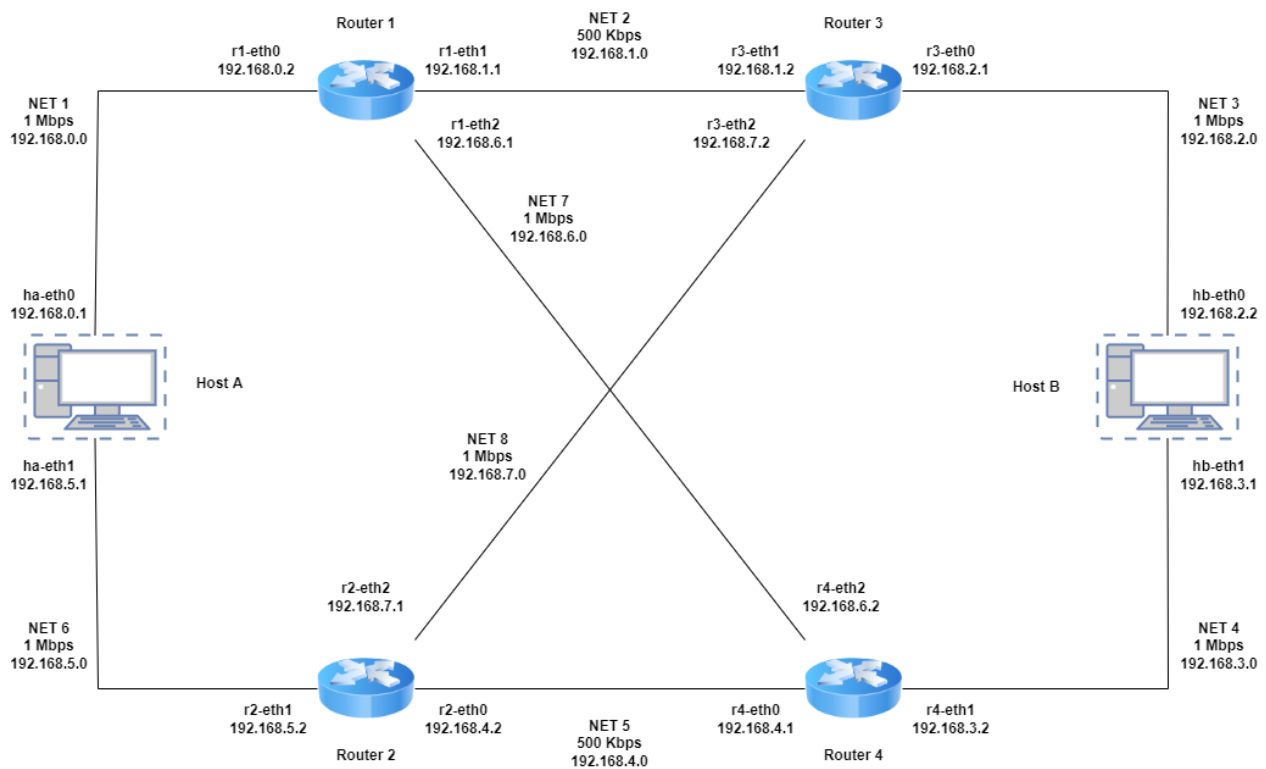 Router 1
NET 2
500 Kbps
192.168.1.0
Router 3
r1-eth0
192.168.0.2
r1-eth1
192.168.1.1
r3-eth1
192.168.1.2
r3-eth0
192.168.2.1
NET 1
1 Mbps
192.168.0.0
r1-eth2
192.168.6.1
r3-eth2
192.168.7.2
NET 3
1 Mbps
192.168.2.0
NET 7
1 Mbps
192.168.6.0
ha-eth0
192.168.0.1
hb-eth0
192.168.2.2
Host A
Host B
NET 8
1 Mbps
192.168.7.0
ha-eth1
192.168.5.1
hb-eth1
192.168.3.1
r2-eth2
192.168.7.1
r4-eth2
192.168.6.2
NET 6
1 Mbps
192.168.5.0
NET 4
1 Mbps
192.168.3.0
r2-eth1
192.168.5.2
r2-eth0
192.168.4.2
NET 5
500 Kbps
192.168.4.0
r4-eth0
192.168.4.1
r4-eth1
192.168.3.2
Router 2
Router 4